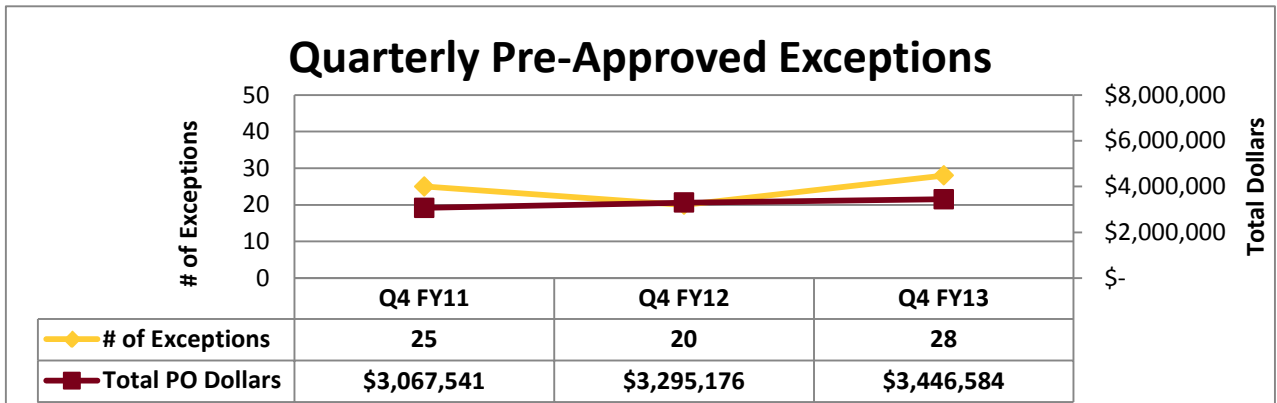 Quarterly Pre-Approved Exceptions
# of Exceptions
50
40
30
20
10
0
$8,000,000
$6,000,000
$4,000,000
$2,000,000
$-
Total Dollars
Q4 FY11 Q4 FY12 Q4 FY13
# of Exceptions 25 20 28
Total PO Dollars $3,067,541 $3,295,176 $3,446,584